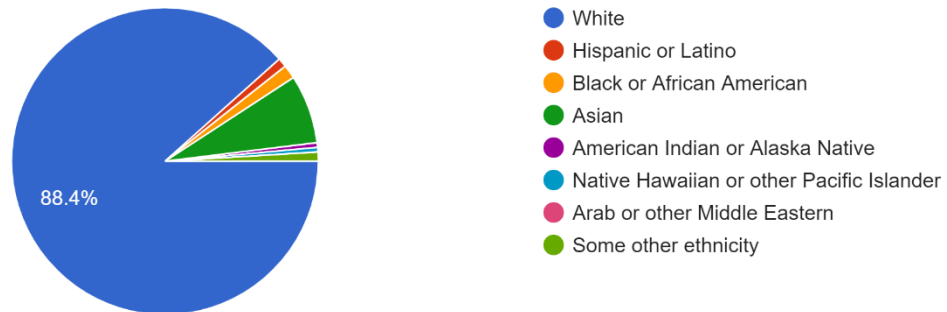 White
Hispanic or Latino
Black or African American
Asian
American Indian or Alaska Native
Native Hawaiian or other Pacific Islander
Arab or other Middle Eastern
Some other ethnicity
88.4%